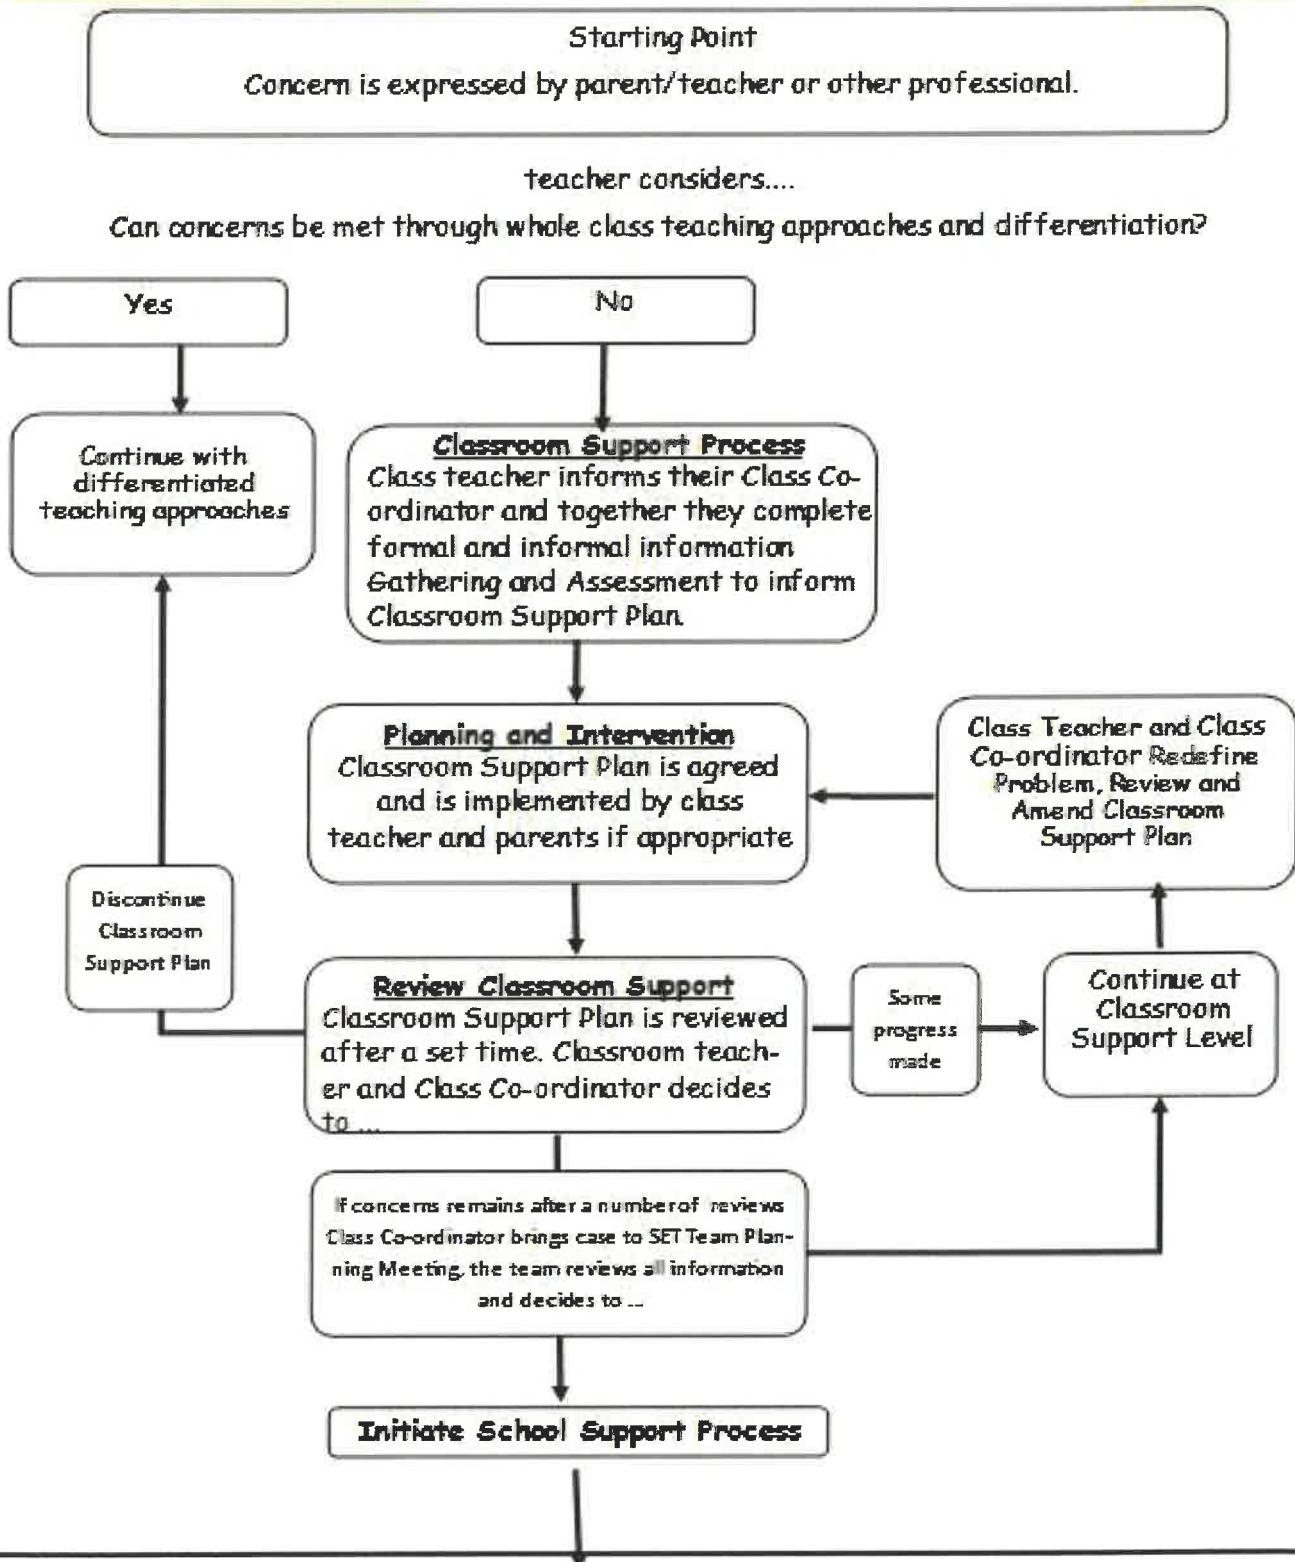 Starting Point
Concern is expressed by parent/teacher or other professional.
teacher considers....
Can concerns be met through whole class teaching approaches and differentiation?
Yes
No
Continue with
differentiated
teaching approaches
Classroom Support Process
Class teacher informs their Class Co-
ordinator and together they complete
formal and informal information
Gathering and Assessment to inform
Classroom Support Plan.
Planning and Intervention
Classroom Support Plan is agreed
and is implemented by class
teacher and parents if appropriate
Class Teacher and Class
Co-ordinator Redefine
Problem, Review and
Amend Classroom
Support Plan
Discontinue
Classroom
Support Plan
Review Classroom Support
Classroom Support Plan is reviewed
after a set time. Classroom teach-
er and Class Co-ordinator decides
to ...
Some
progress
made
Continue at
Classroom
Support Level
If concerns remains after a number of reviews
Class Co-ordinator brings case to SET Team Plan-
ning Meeting, the team reviews all information
and decides to ...
Initiate School Support Process